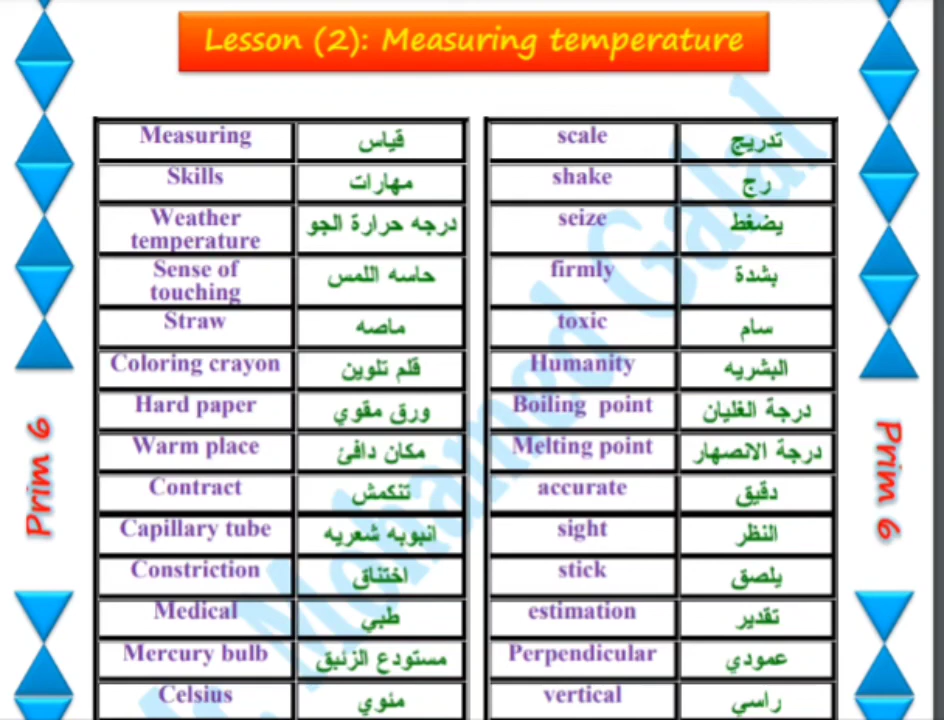 Lesson (2): Measuring temperature
Measuring قياس scale تدريج
Skills مهارات shake رج
Weather temperature درجه حرارة الجو seize يضغط
Sense of touching حاسه اللمس firmly بشدة
Straw ماصه toxic سام
Coloring crayon قلم تلوين Humanity البشريه
Hard paper ورق مقوي Boiling point درجة الغليان
Warm place مكان دافئ Melting point درجة الانصهار
Contract تنكمش accurate دقيق
Capillary tube انبوبه شعريه sight النظر
Constriction اختناق stick يلصق
Medical طبي estimation تقدير
Mercury bulb مستودع الزئبق Perpendicular عمودي
Celsius مئوي vertical راسي
Prim 6
Prim 6
Mohamed Galal